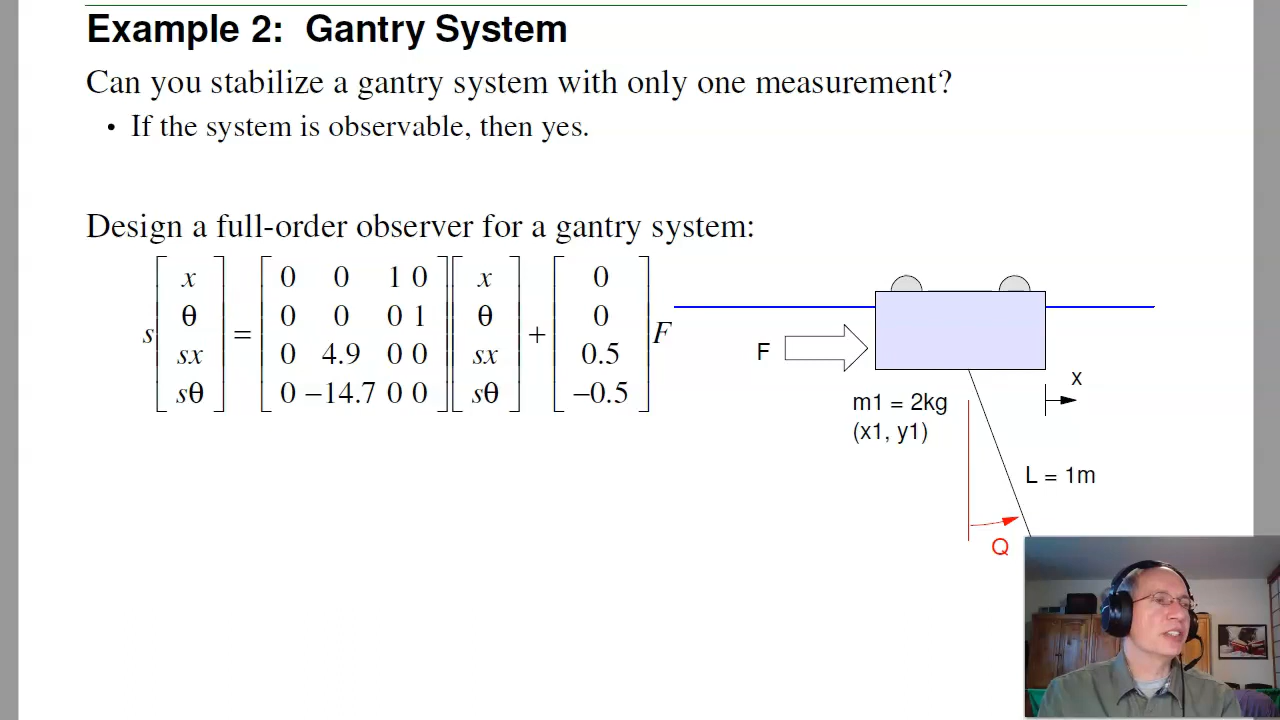 Example 2: Gantry System
Can you stabilize a gantry system with only one measurement?
• If the system is observable, then yes.
Design a full-order observer for a gantry system:
s [x θ sx sθ] = [0 0 1 0; 0 0 0 1; 0 4.9 0 0; 0 −14.7 0 0] [x θ sx sθ] + [0 0 0.5 −0.5] F
F
x
m1 = 2kg
(x1, y1)
L = 1m
Q